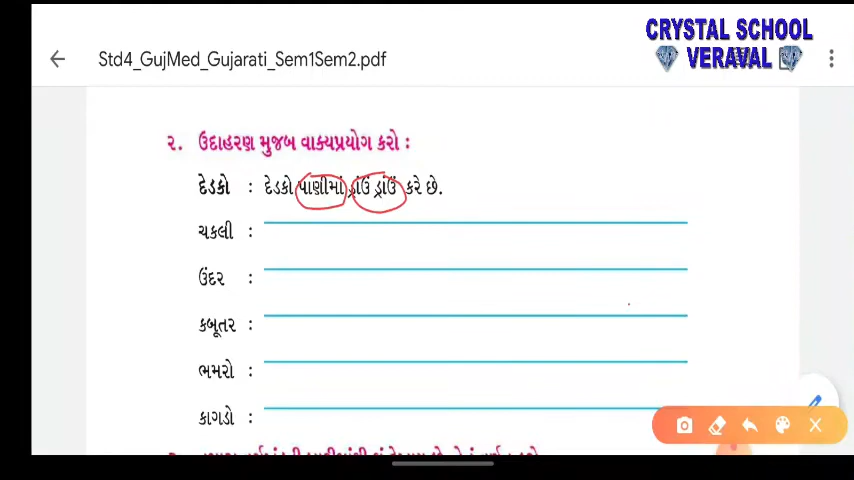 CRYSTAL SCHOOL
VERAVAL
Std4_GujMed_Gujarati_Sem1Sem2.pdf
૨. ઉદાહરણ મુજબ વાક્યપ્રયોગ કરો :
દેડકો : દેડકો પાણીમાં ડ્રાંઉં ડ્રાંઉં કરે છે.
ચકલી :
ઉંદર :
કબૂતર :
ભમરો :
કાગડો :